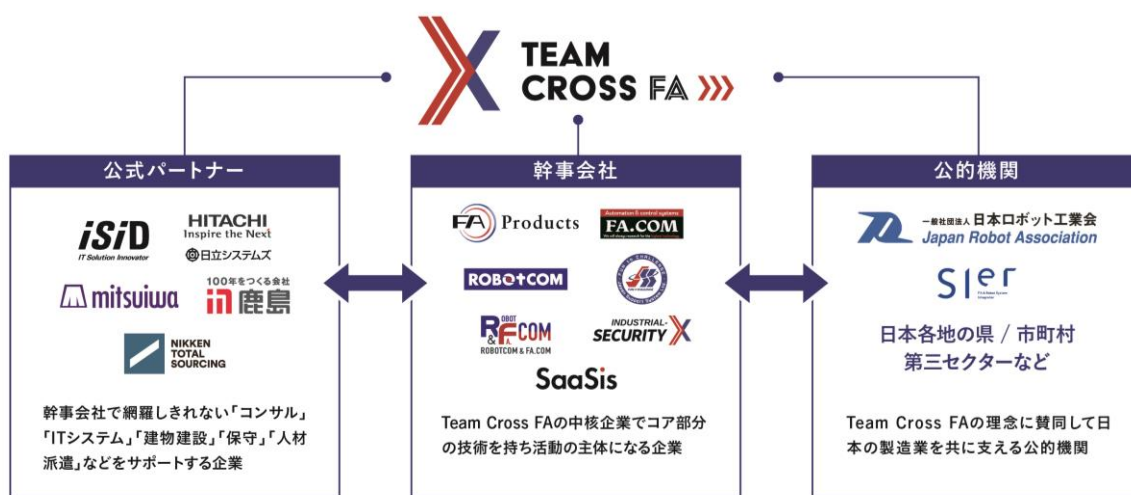 TEAM
CROSS FA
公式パートナー
iSiD
IT Solution Innovator
HITACHI
Inspire the Next
日立システムズ
mitsuiwa
100年をつくる会社
鹿島
NIKKEN
TOTAL
SOURCING
幹事会社で網羅しきれない「コンサル」
「ITシステム」「建物建設」「保守」「人材
派遣」などをサポートする企業
幹事会社
FA Products
Automation & control systems
FA.COM
ROBOTCOM
ROBOT
R&FA.COM
ROBOTCOM & FA.COM
INDUSTRIAL-
SECURITY X
SaaSis
Team Cross FAの中核企業でコア部分
の技術を持ち活動の主体になる企業
公的機関
一般社団法人 日本ロボット工業会
Japan Robot Association
SIer
日本各地の県 / 市町村
第三セクターなど
Team Cross FAの理念に賛同して日
本の製造業を共に支える公的機関